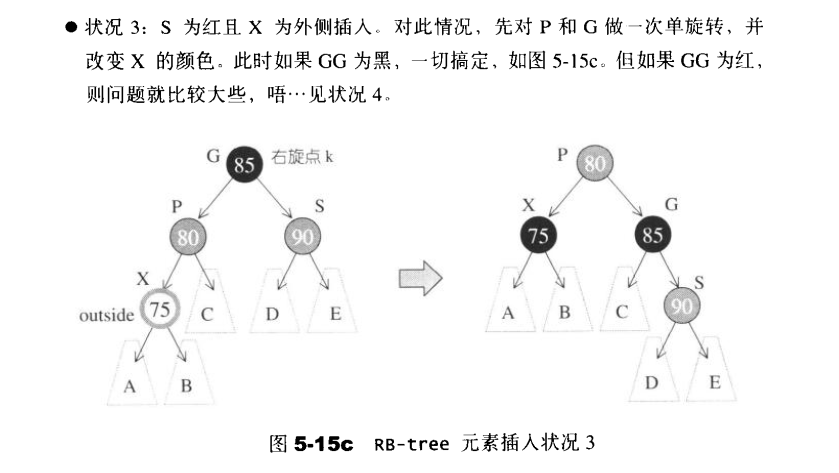 ● 状况 3：S 为红且 X 为外侧插入。对此情况，先对 P 和 G 做一次单旋转，并
改变 X 的颜色。此时如果 GG 为黑，一切搞定，如图 5-15c。但如果 GG 为红，
则问题就比较大些，唔…见状况 4。
G 85 右旋点 k
P 80
P S
80 90
X G
75 85
X
outside 75 C D E
A B C S 90
A B
D E
图 5-15c RB-tree 元素插入状况 3